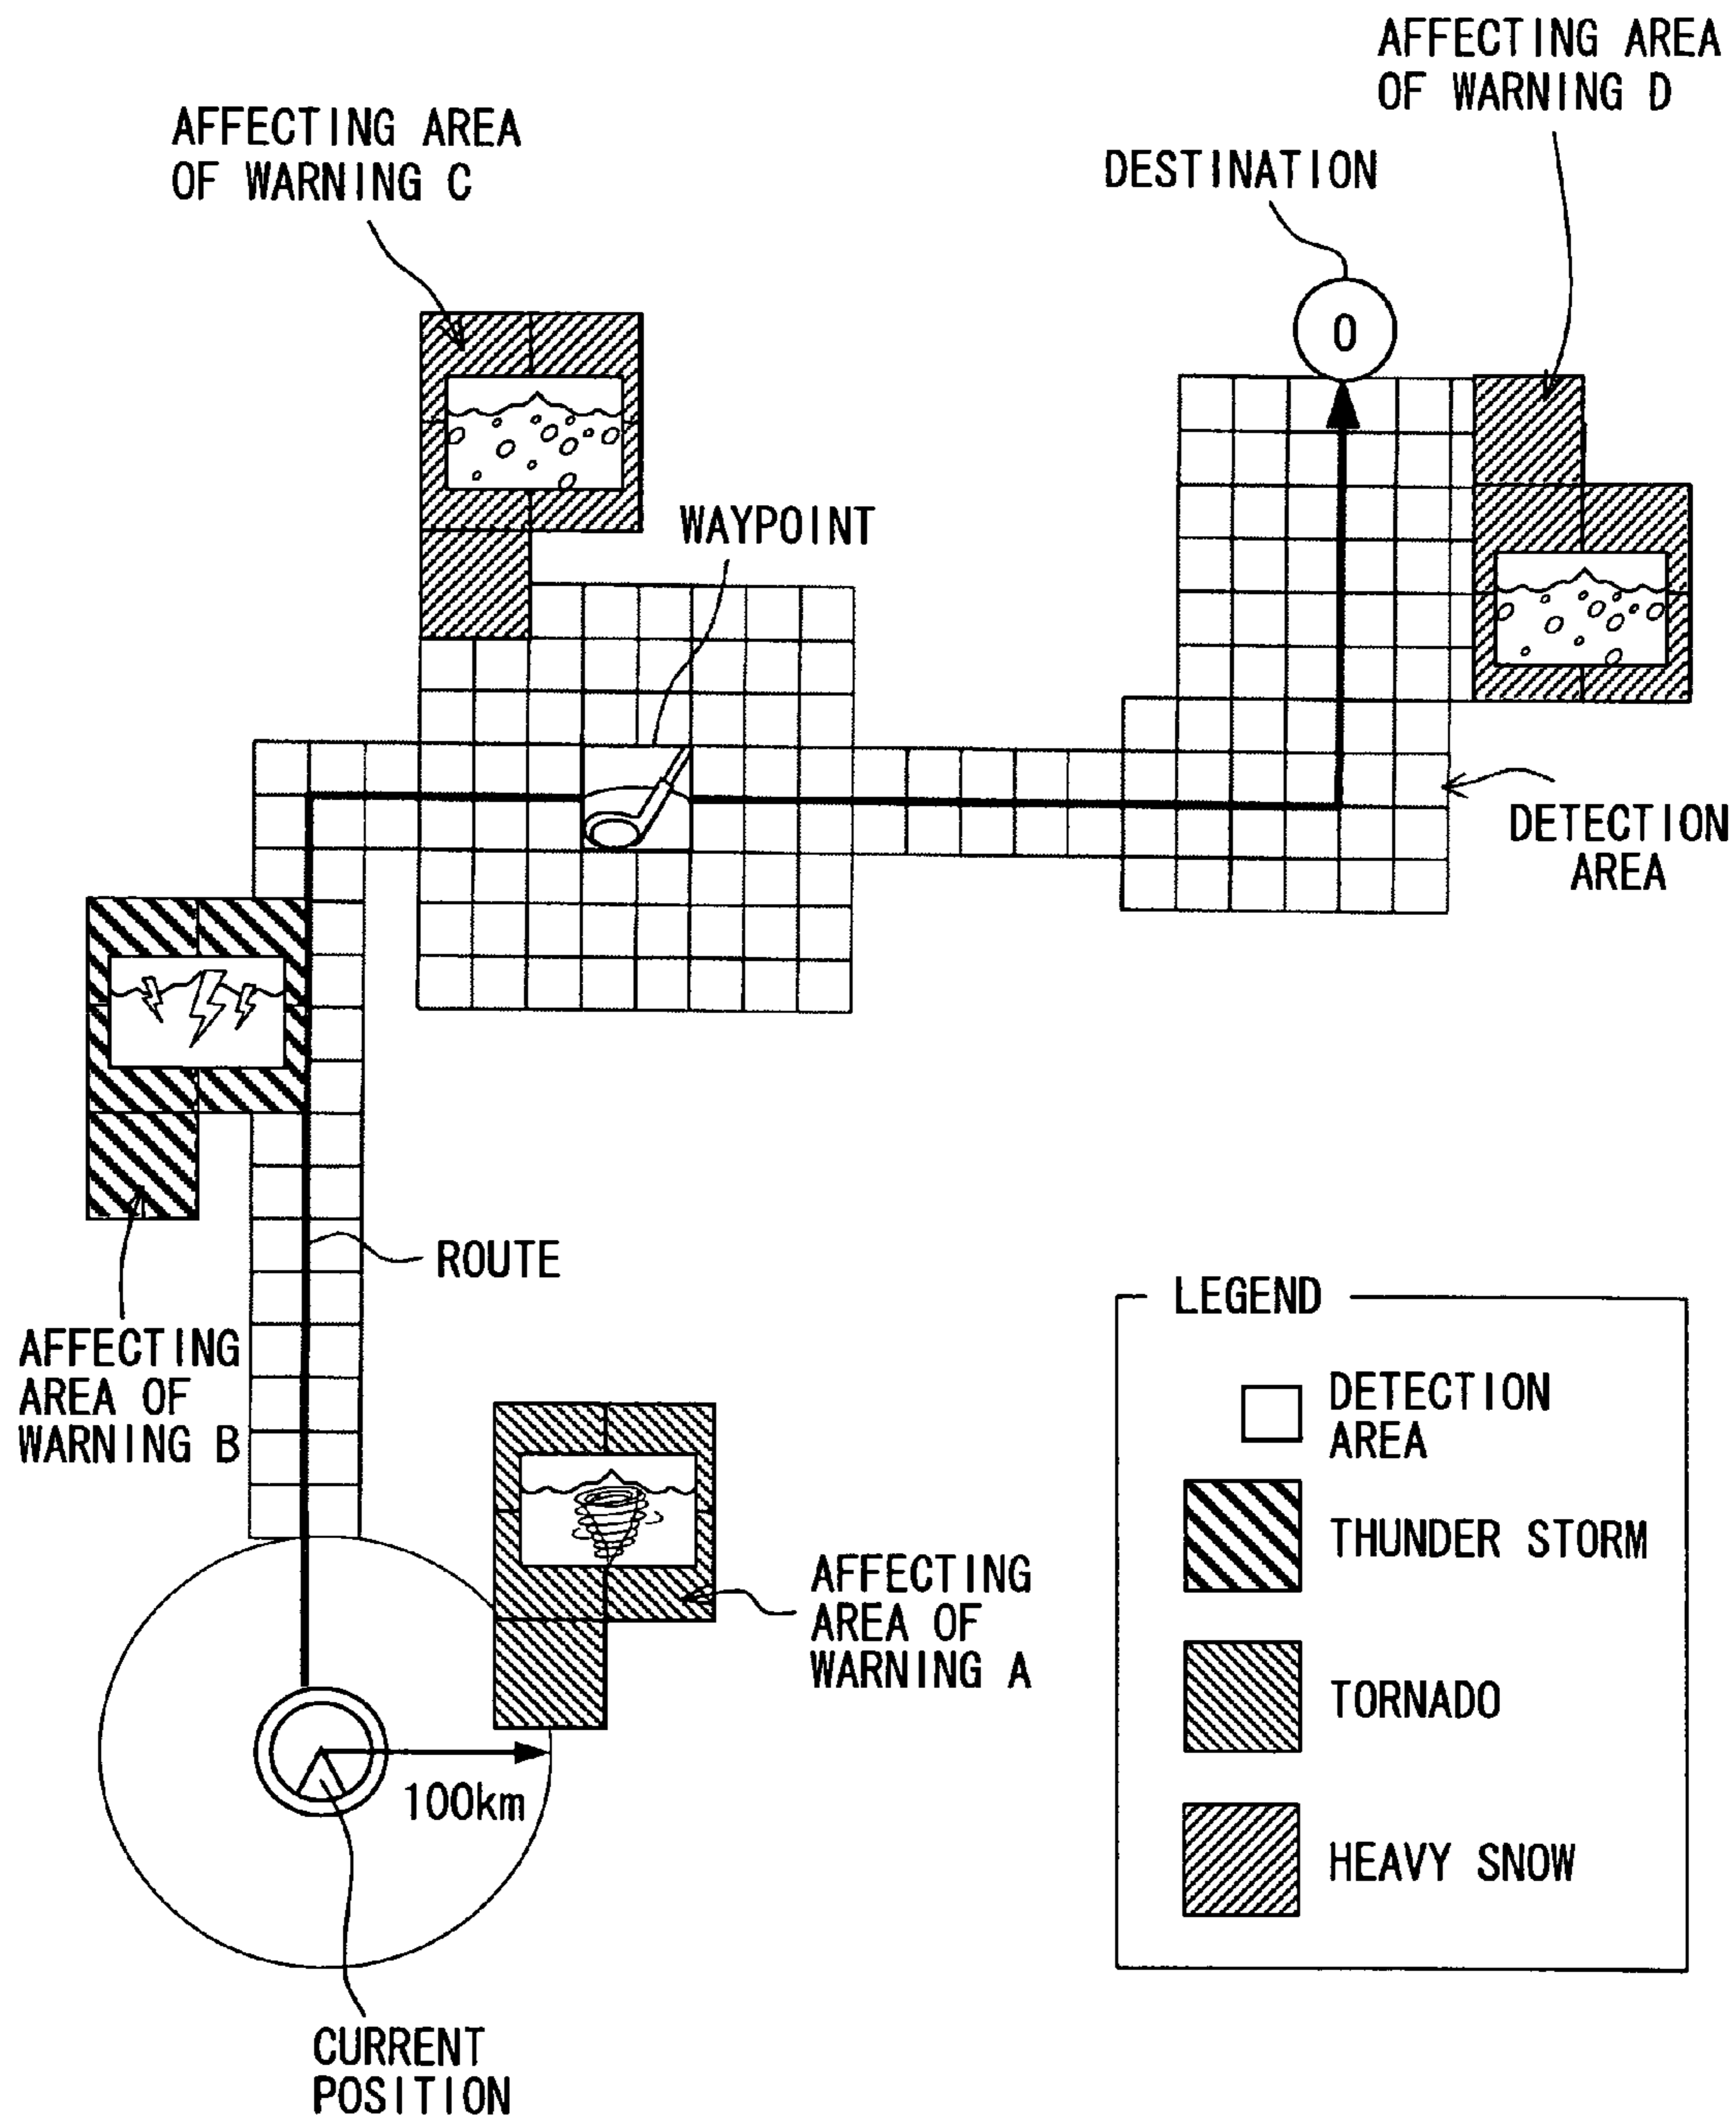 AFFECTING AREA
OF WARNING D
AFFECTING AREA
OF WARNING C
DESTINATION
0
WAYPOINT
DETECTION
AREA
ROUTE
LEGEND
AFFECTING
AREA OF
WARNING B
DETECTION
AREA
THUNDER STORM
AFFECTING
AREA OF
WARNING A
TORNADO
100km
HEAVY SNOW
CURRENT
POSITION